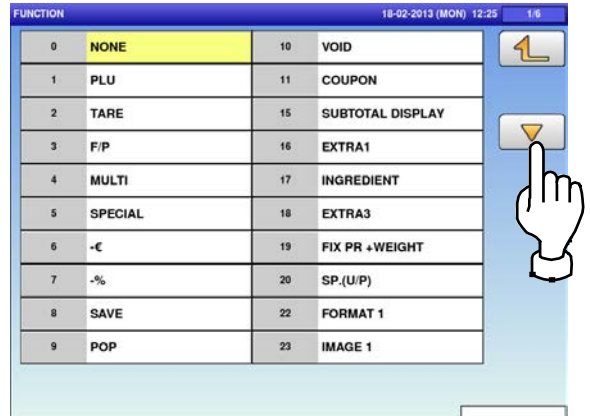 FUNCTION 18-02-2013 (MON) 12:25 1/6
0 NONE 10 VOID
1 PLU 11 COUPON
2 TARE 15 SUBTOTAL DISPLAY
3 F/P 16 EXTRA1
4 MULTI 17 INGREDIENT
5 SPECIAL 18 EXTRA3
6 -€ 19 FIX PR +WEIGHT
7 -% 20 SP.(U/P)
8 SAVE 22 FORMAT 1
9 POP 23 IMAGE 1